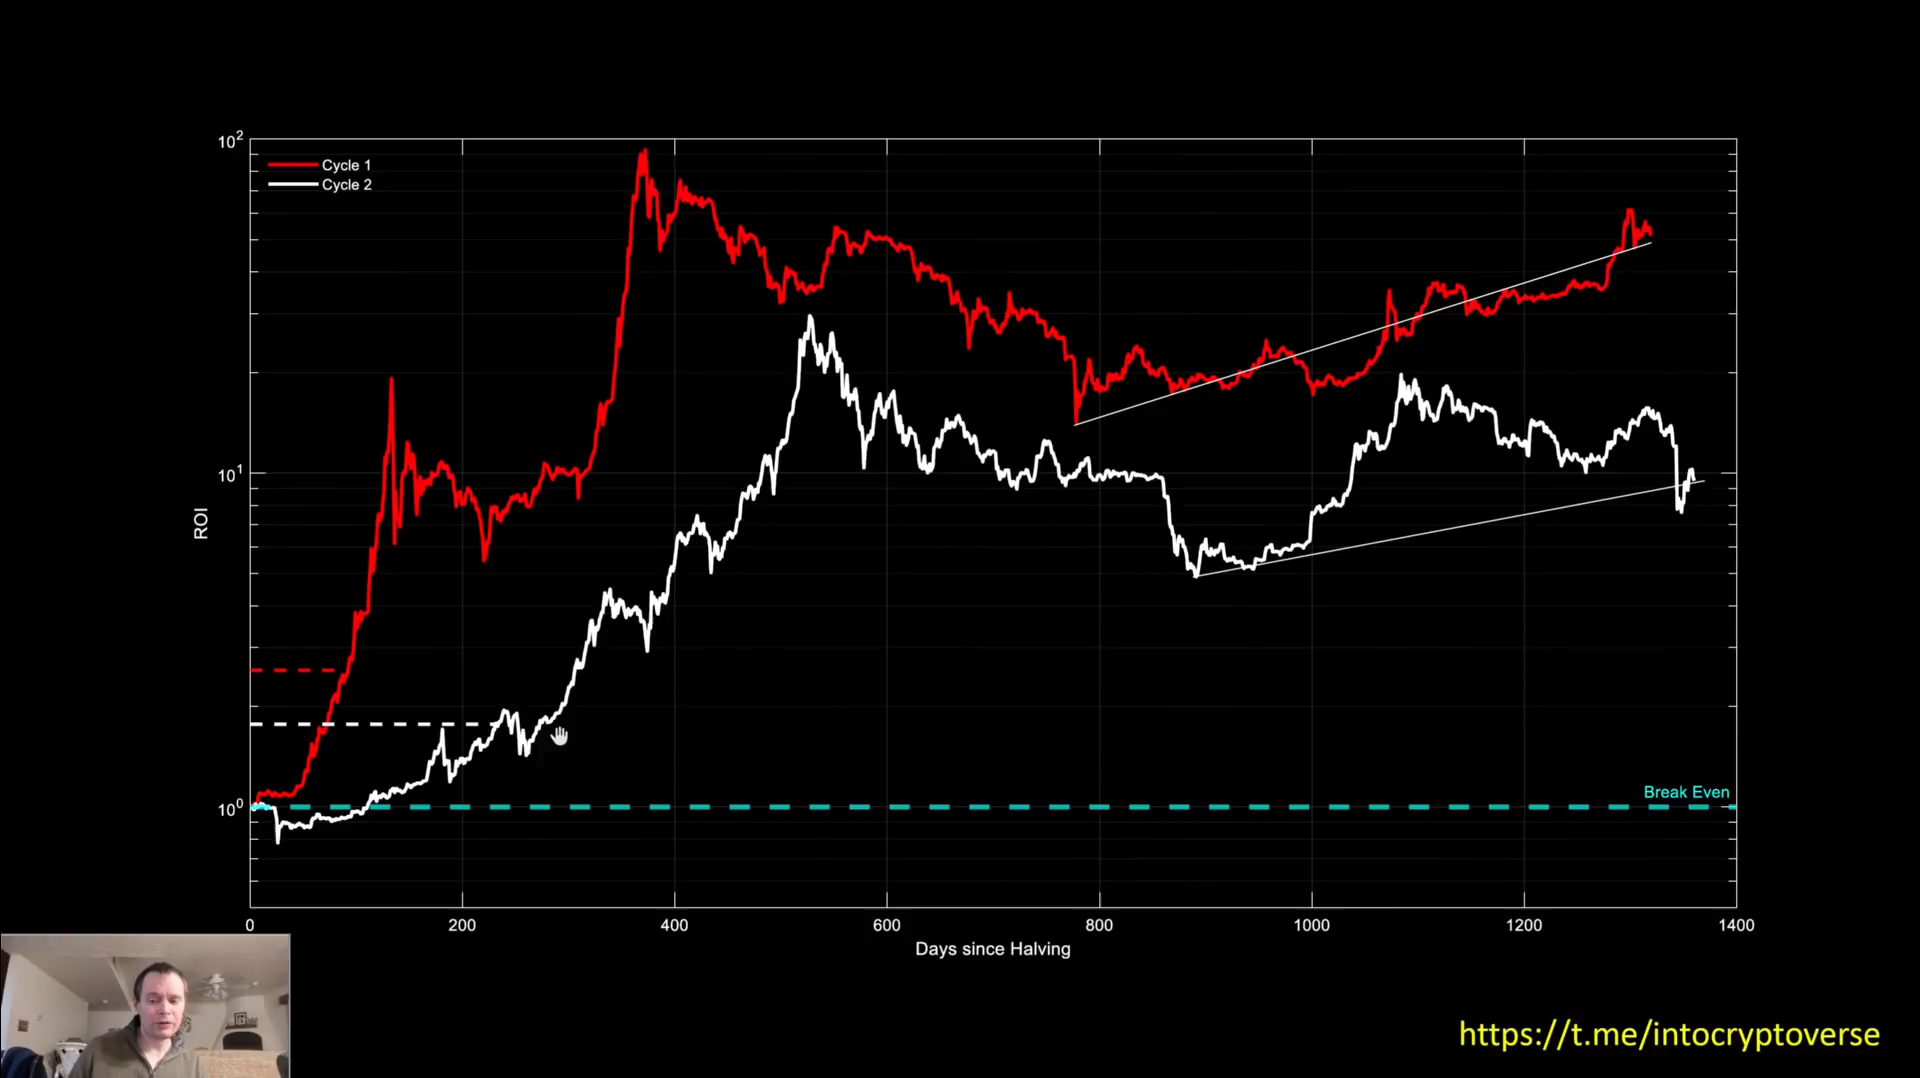 10²
Cycle 1
Cycle 2
10¹
ROI
Break Even
10⁰
0
200
400
600
800
1000
1200
1400
Days since Halving
https://t.me/intocryptoverse